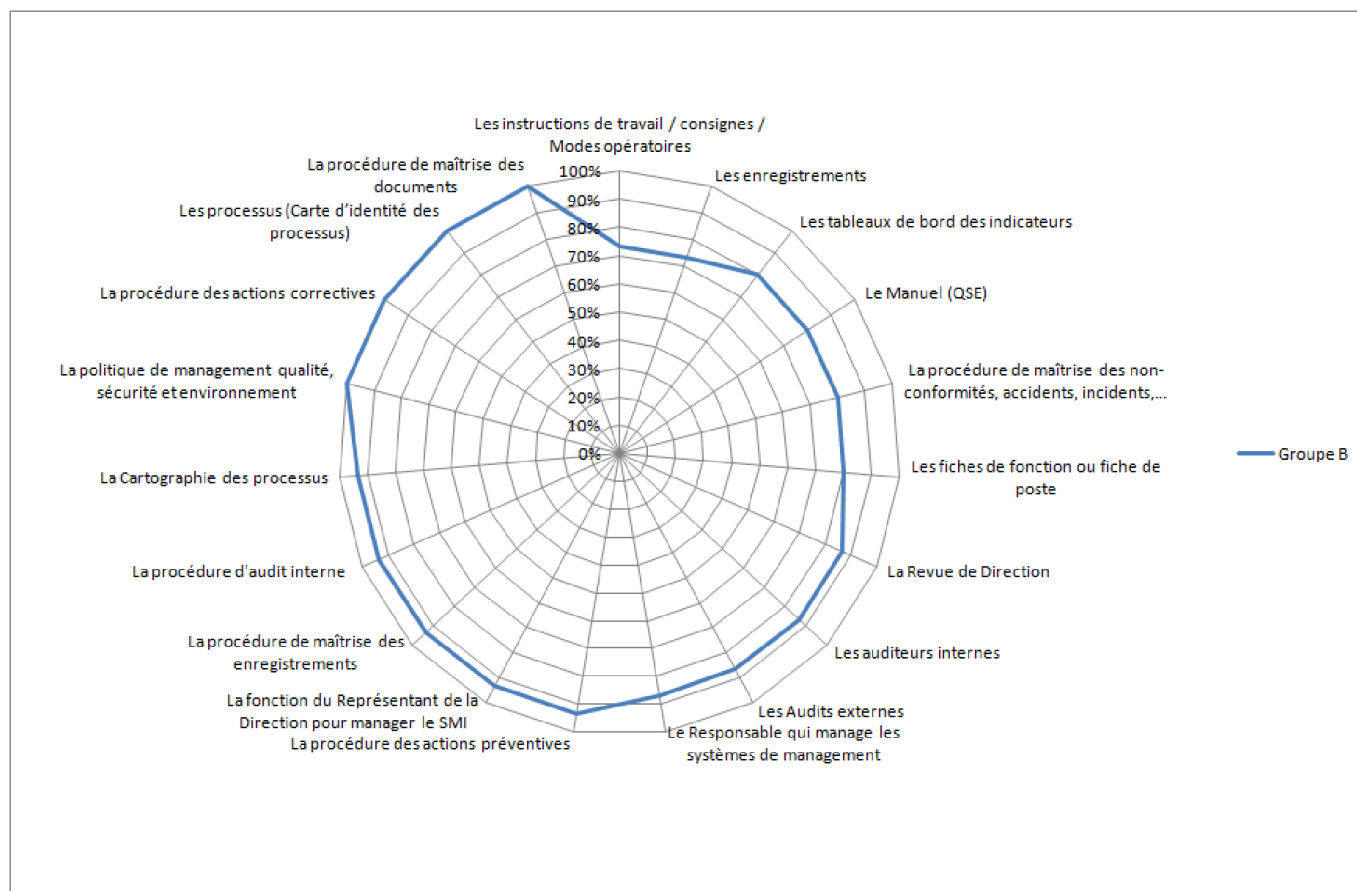 Les instructions de travail / consignes /
Modes opératoires
La procédure de maîtrise des
documents
Les enregistrements
Les processus (Carte d’identité des
processus)
Les tableaux de bord des indicateurs
La procédure des actions correctives
Le Manuel (QSE)
La politique de management qualité,
sécurité et environnement
La procédure de maîtrise des non-
conformités, accidents, incidents,...
La Cartographie des processus
Les fiches de fonction ou fiche de
poste
La procédure d'audit interne
La Revue de Direction
La procédure de maîtrise des
enregistrements
Les auditeurs internes
La fonction du Représentant de la
Direction pour manager le SMI
Les Audits externes
La procédure des actions préventives
Le Responsable qui manage les
systèmes de management
100%
90%
80%
70%
60%
50%
40%
30%
20%
10%
0%
Groupe B